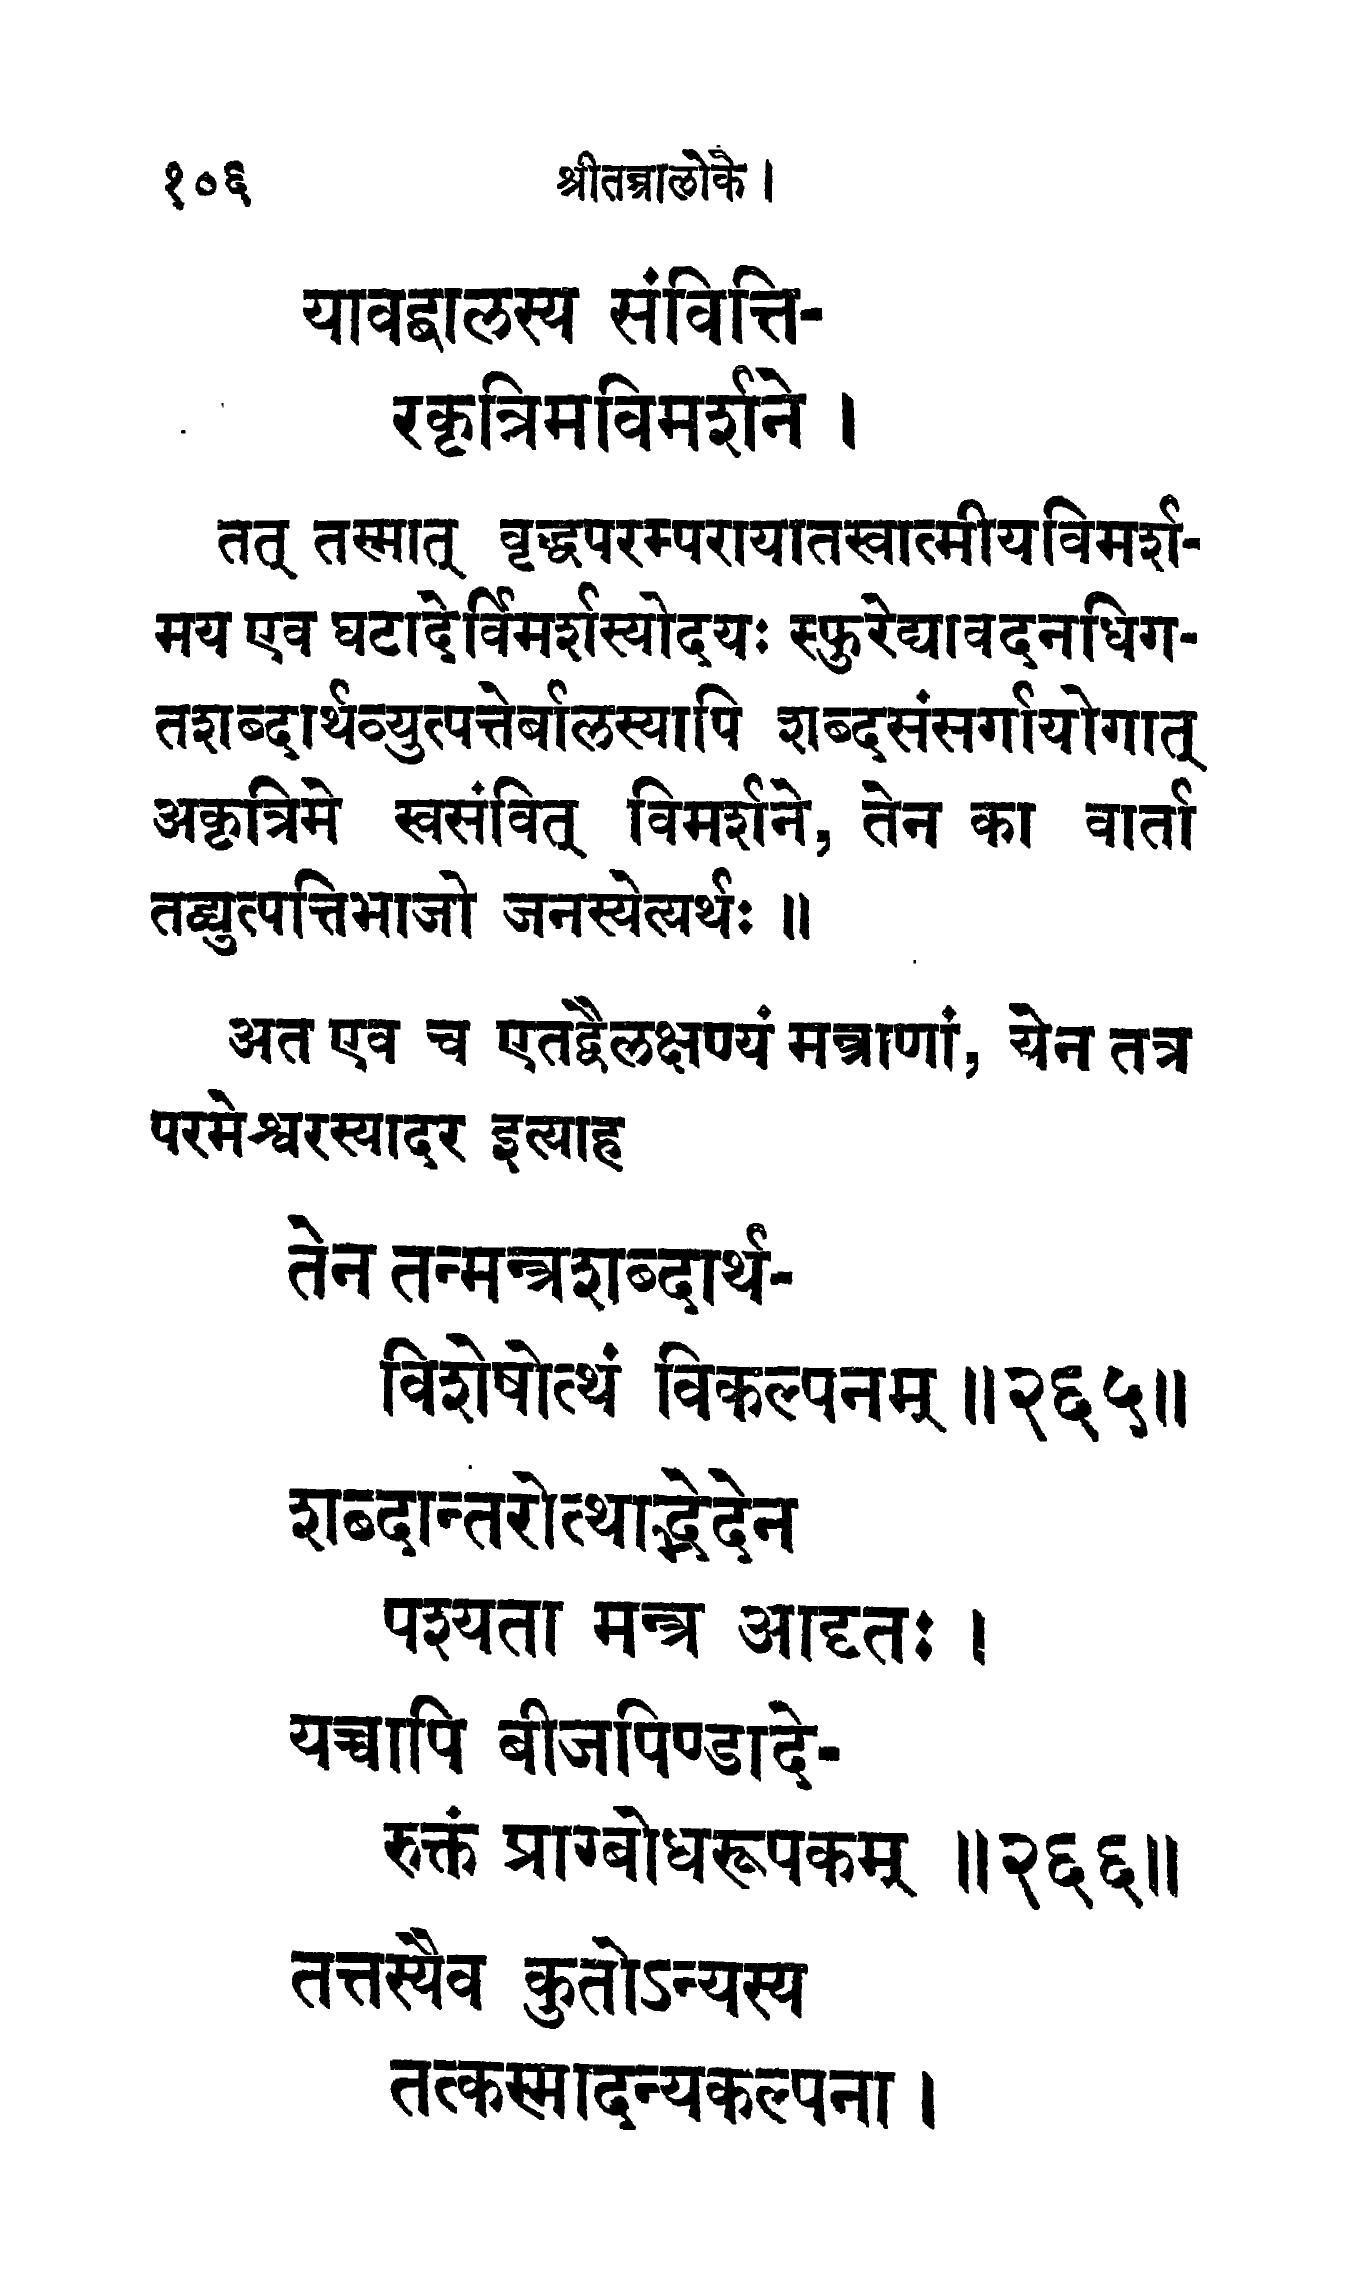 १०६ श्रीतन्त्रालोके ।
यावद्बालस्य संवित्ति-
रकृत्रिमविमर्शने ।
तत् तस्मात् वृद्धपरम्परायातस्वात्मीयविमर्श-
मय एव घटादेर्विमर्शस्योदयः स्फुरेद्यावदनधिग-
तशब्दार्थव्युत्पत्तेर्बालस्यापि शब्दसंसर्गायोगात्
अकृत्रिमे स्वसंवित् विमर्शने, तेन का वार्ता
तद्व्युत्पत्तिभाजो जनस्येत्यर्थः ॥
अत एव च एतद्वैलक्षण्यं मन्त्राणां, येन तत्र
परमेश्वरस्यादर इत्याह
तेन तन्मन्त्रशब्दार्थ-
विशेषोत्थं विकल्पनम् ॥२६५॥
शब्दान्तरोत्थाद्भेदेन
पश्यता मन्त्र आदृतः ।
यच्चापि बीजपिण्डादे-
रुक्तं प्राग्बोधरूपकम् ॥२६६॥
तत्तस्यैव कुतोऽन्यस्य
तत्कस्मादन्यकल्पना ।